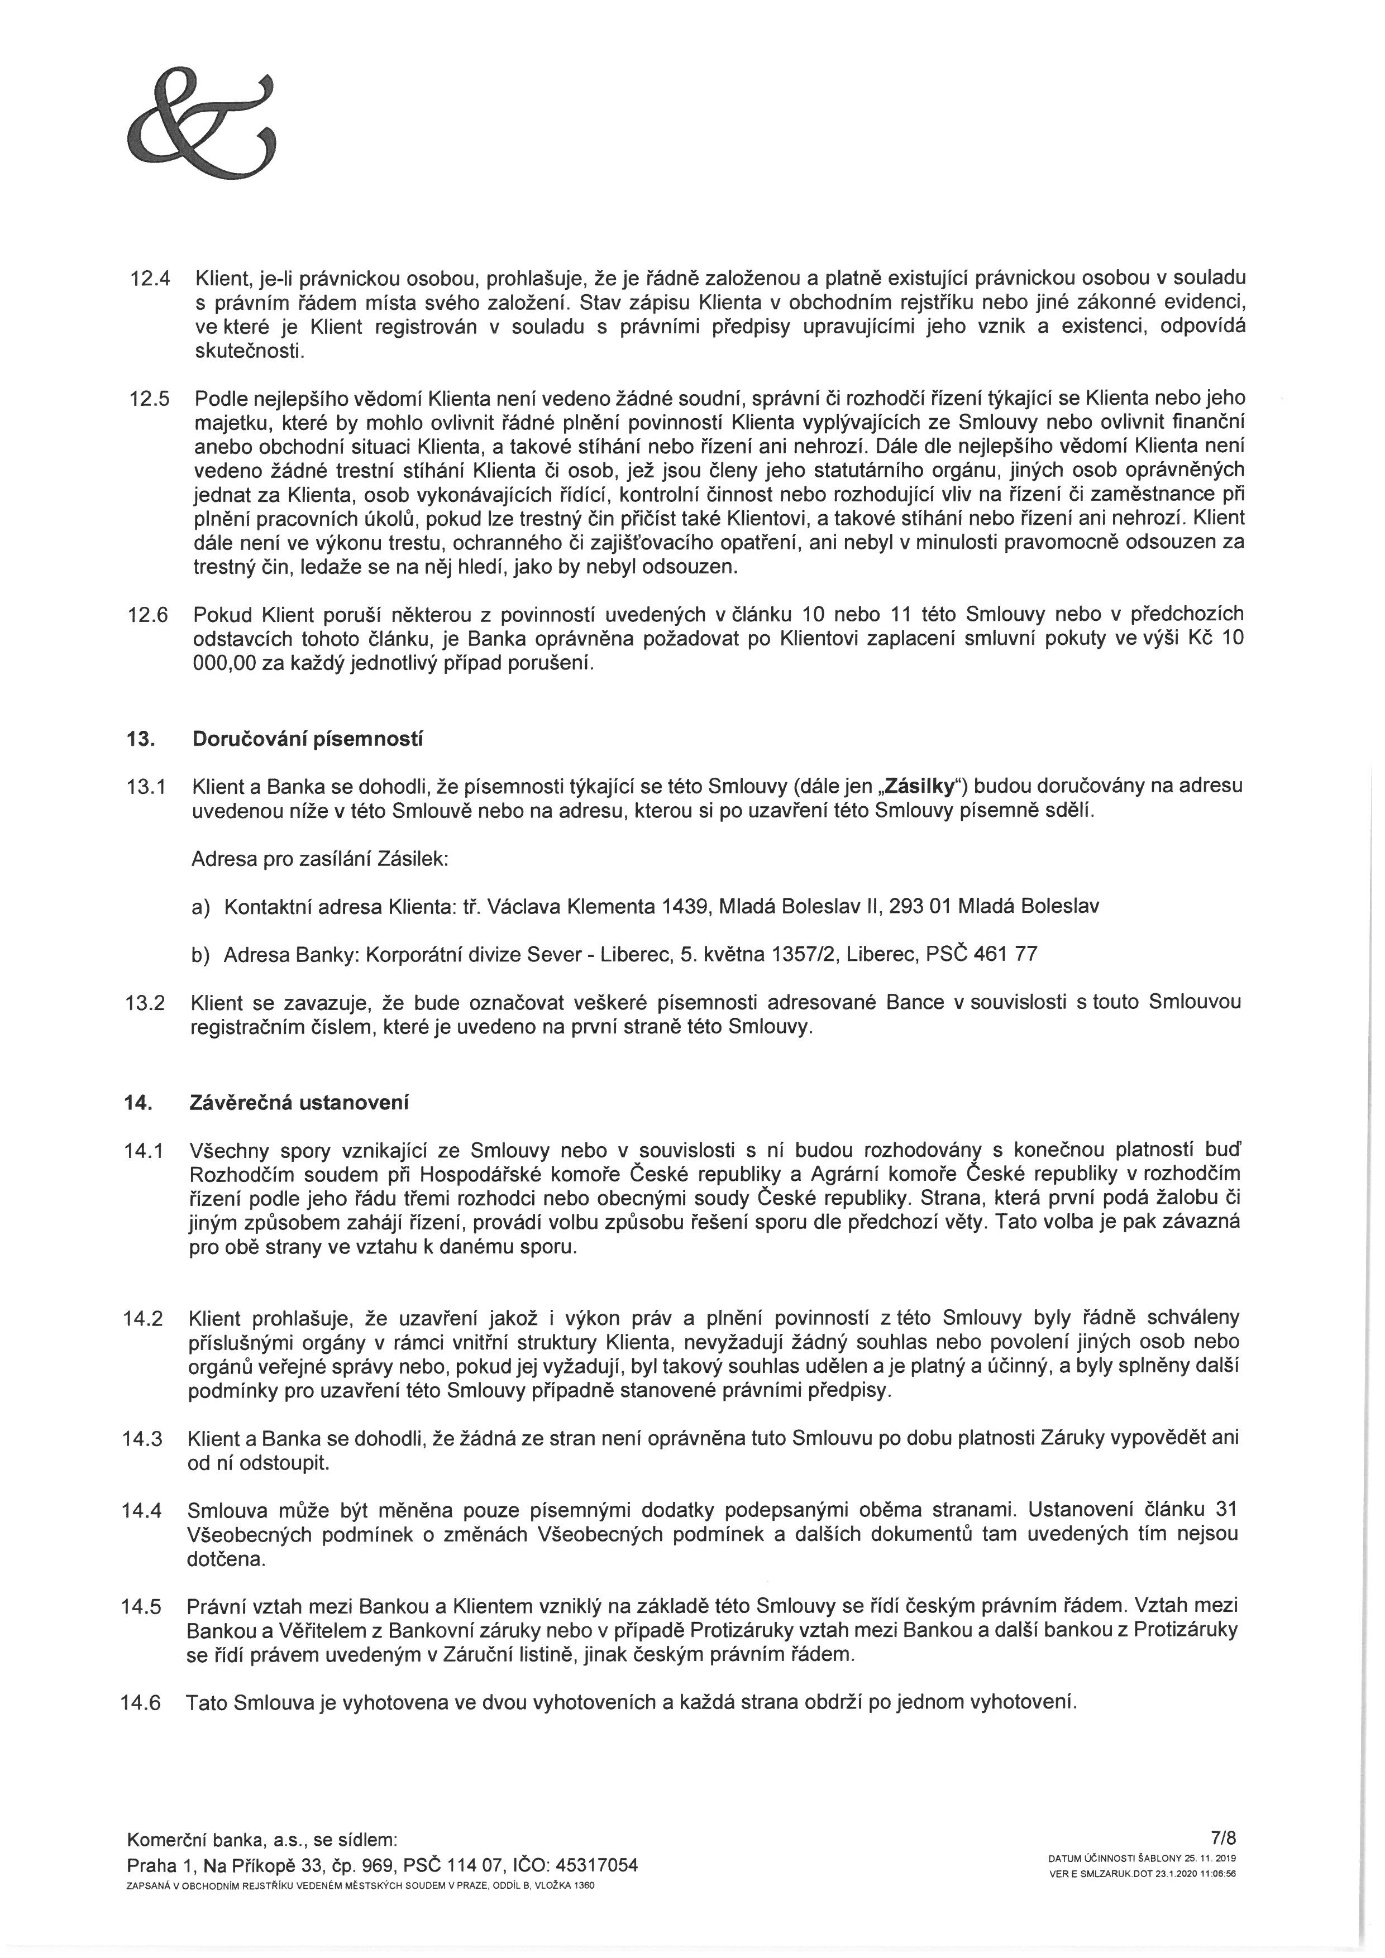 &
12.4 Klient, je-li právnickou osobou, prohlašuje, že je řádně založenou a platně existující právnickou osobou v souladu
s právním řádem místa svého založení. Stav zápisu Klienta v obchodním rejstříku nebo jiné zákonné evidenci,
ve které je Klient registrován v souladu s právními předpisy upravujícími jeho vznik a existenci, odpovídá
skutečnosti.
12.5 Podle nejlepšího vědomí Klienta není vedeno žádné soudní, správní či rozhodčí řízení týkající se Klienta nebo jeho
majetku, které by mohlo ovlivnit řádné plnění povinností Klienta vyplývajících ze Smlouvy nebo ovlivnit finanční
anebo obchodní situaci Klienta, a takové stíhání nebo řízení ani nehrozí. Dále dle nejlepšího vědomí Klienta není
vedeno žádné trestní stíhání Klienta či osob, jež jsou členy jeho statutárního orgánu, jiných osob oprávněných
jednat za Klienta, osob vykonávajících řídící, kontrolní činnost nebo rozhodující vliv na řízení či zaměstnance při
plnění pracovních úkolů, pokud lze trestný čin přičíst také Klientovi, a takové stíhání nebo řízení ani nehrozí. Klient
dále není ve výkonu trestu, ochranného či zajišťovacího opatření, ani nebyl v minulosti pravomocně odsouzen za
trestný čin, ledaže se na něj hledí, jako by nebyl odsouzen.
12.6 Pokud Klient poruší některou z povinností uvedených v článku 10 nebo 11 této Smlouvy nebo v předchozích
odstavcích tohoto článku, je Banka oprávněna požadovat po Klientovi zaplacení smluvní pokuty ve výši Kč 10
000,00 za každý jednotlivý případ porušení.
13. Doručování písemností
13.1 Klient a Banka se dohodli, že písemnosti týkající se této Smlouvy (dále jen „Zásilky“) budou doručovány na adresu
uvedenou níže v této Smlouvě nebo na adresu, kterou si po uzavření této Smlouvy písemně sdělí.
Adresa pro zasílání Zásilek:
a) Kontaktní adresa Klienta: tř. Václava Klementa 1439, Mladá Boleslav II, 293 01 Mladá Boleslav
b) Adresa Banky: Korporátní divize Sever - Liberec, 5. května 1357/2, Liberec, PSČ 461 77
13.2 Klient se zavazuje, že bude označovat veškeré písemnosti adresované Bance v souvislosti s touto Smlouvou
registračním číslem, které je uvedeno na první straně této Smlouvy.
14. Závěrečná ustanovení
14.1 Všechny spory vznikající ze Smlouvy nebo v souvislosti s ní budou rozhodovány s konečnou platností buď
Rozhodčím soudem při Hospodářské komoře České republiky a Agrární komoře České republiky v rozhodčím
řízení podle jeho řádu třemi rozhodci nebo obecnými soudy České republiky. Strana, která první podá žalobu či
jiným způsobem zahájí řízení, provádí volbu způsobu řešení sporu dle předchozí věty. Tato volba je pak závazná
pro obě strany ve vztahu k danému sporu.
14.2 Klient prohlašuje, že uzavření jakož i výkon práv a plnění povinností z této Smlouvy byly řádně schváleny
příslušnými orgány v rámci vnitřní struktury Klienta, nevyžadují žádný souhlas nebo povolení jiných osob nebo
orgánů veřejné správy nebo, pokud jej vyžadují, byl takový souhlas udělen a je platný a účinný, a byly splněny další
podmínky pro uzavření této Smlouvy případně stanovené právními předpisy.
14.3 Klient a Banka se dohodli, že žádná ze stran není oprávněna tuto Smlouvu po dobu platnosti Záruky vypovědět ani
od ní odstoupit.
14.4 Smlouva může být měněna pouze písemnými dodatky podepsanými oběma stranami. Ustanovení článku 31
Všeobecných podmínek o změnách Všeobecných podmínek a dalších dokumentů tam uvedených tím nejsou
dotčena.
14.5 Právní vztah mezi Bankou a Klientem vzniklý na základě této Smlouvy se řídí českým právním řádem. Vztah mezi
Bankou a Věřitelem z Bankovní záruky nebo v případě Protizáruky vztah mezi Bankou a další bankou z Protizáruky
se řídí právem uvedeným v Záruční listině, jinak českým právním řádem.
14.6 Tato Smlouva je vyhotovena ve dvou vyhotoveních a každá strana obdrží po jednom vyhotovení.
Komerční banka, a.s., se sídlem:
Praha 1, Na Příkopě 33, čp. 969, PSČ 114 07, IČO: 45317054
ZAPSANÁ V OBCHODNÍM REJSTŘÍKU VEDENÉM MĚSTSKÝCH SOUDEM V PRAZE, ODDÍL B, VLOŽKA 1360
7/8
DATUM ÚČINNOSTI ŠABLONY 25. 11. 2019
VER E SMLZARUK.DOT 23.1.2020 11:06:56